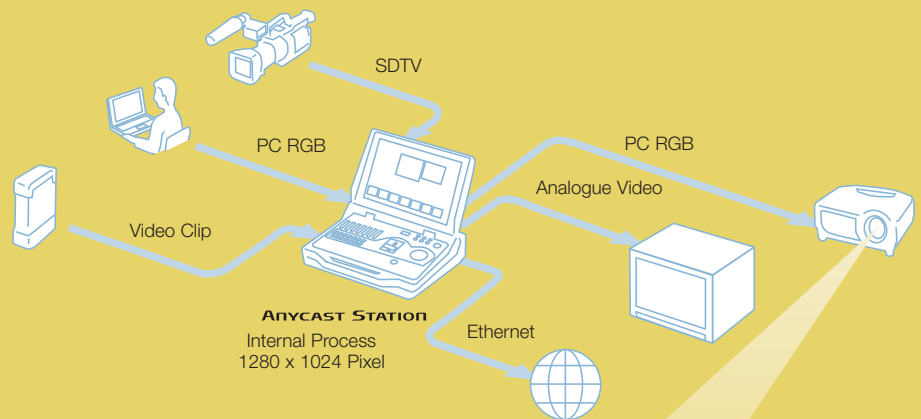 SDTV
PC RGB
PC RGB
Analogue Video
Video Clip
ANYCAST STATION
Internal Process
1280 x 1024 Pixel
Ethernet